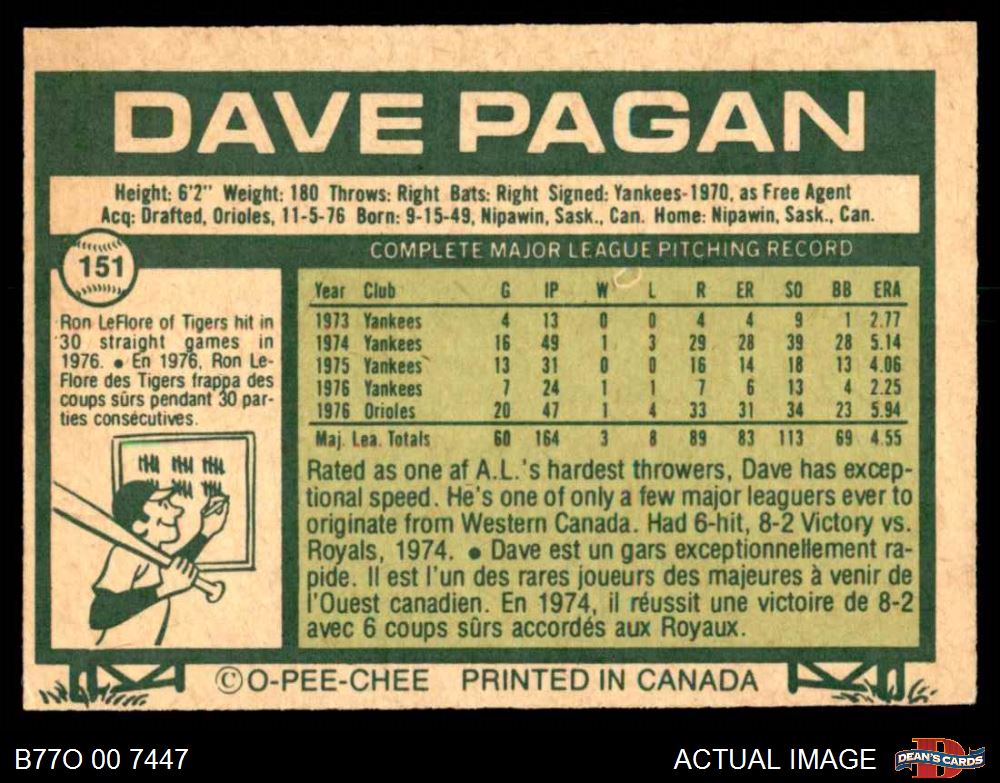 DAVE PAGAN
Height: 6'2" Weight: 180 Throws: Right Bats: Right Signed: Yankees-1970, as Free Agent
Acq: Drafted, Orioles, 11-5-76 Born: 9-15-49, Nipawin, Sask., Can. Home: Nipawin, Sask., Can.
151
Ron LeFlore of Tigers hit in
30 straight games in
1976. ● En 1976, Ron Le-
Flore des Tigers frappa des
coups sûrs pendant 30 par-
ties consécutives.
COMPLETE MAJOR LEAGUE PITCHING RECORD
Year Club G IP W L R ER SO BB ERA
1973 Yankees 4 13 0 0 4 4 9 1 2.77
1974 Yankees 16 49 1 3 29 28 39 28 5.14
1975 Yankees 13 31 0 0 16 14 18 13 4.06
1976 Yankees 7 24 1 1 7 6 13 4 2.25
1976 Orioles 20 47 1 4 33 31 34 23 5.94
Maj. Lea. Totals 60 164 3 8 89 83 113 69 4.55
Rated as one af A.L.'s hardest throwers, Dave has excep-
tional speed. He's one of only a few major leaguers ever to
originate from Western Canada. Had 6-hit, 8-2 Victory vs.
Royals, 1974. ● Dave est un gars exceptionnellement ra-
pide. Il est l'un des rares joueurs des majeures à venir de
l'Ouest canadien. En 1974, il réussit une victoire de 8-2
avec 6 coups sûrs accordés aux Royaux.
©O-PEE-CHEE PRINTED IN CANADA
B77O 00 7447
ACTUAL IMAGE
DEAN'S CARDS